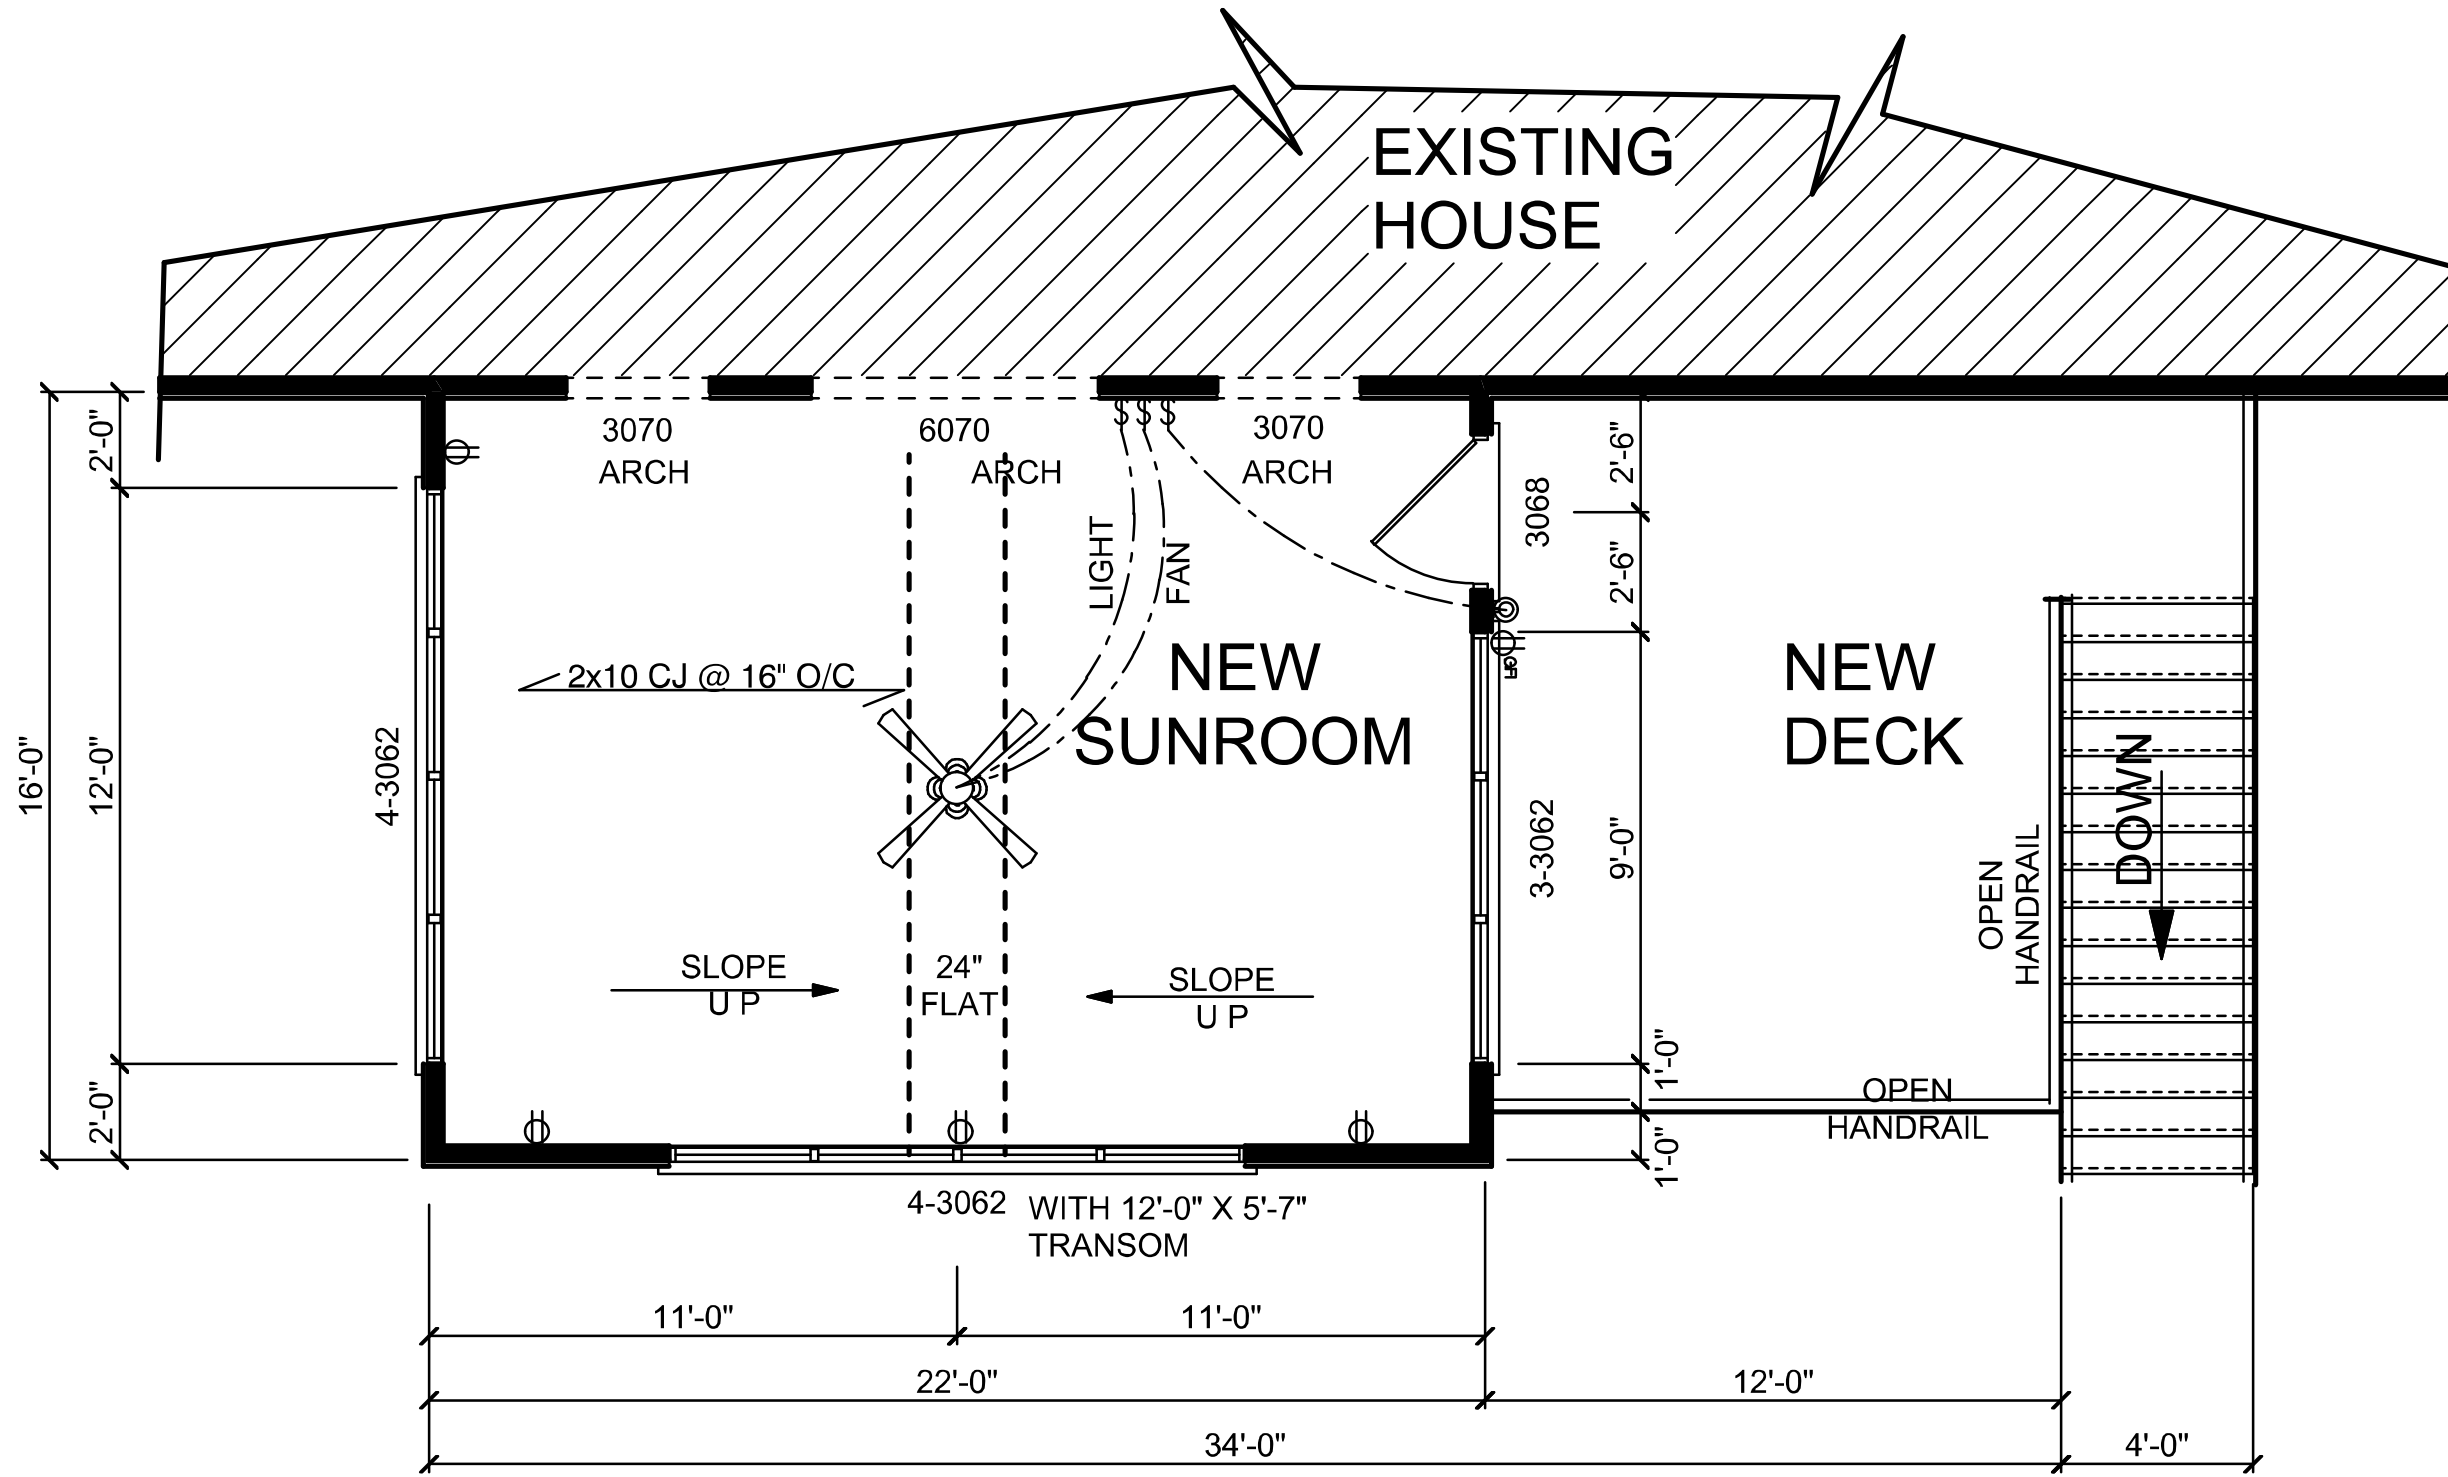 EXISTING
HOUSE
3070
ARCH
6070
ARCH
3070
ARCH
$ $ $
2'-0"
12'-0"
2'-0"
16'-0"
4-3062
LIGHT
FAN
3068
2'-6"
2'-6"
2x10 CJ @ 16" O/C
NEW
SUNROOM
GFI
NEW
DECK
DOWN
3-3062
9'-0"
OPEN
HANDRAIL
SLOPE
U P
24"
FLAT
SLOPE
U P
1'-0"
1'-0"
OPEN
HANDRAIL
4-3062 WITH 12'-0" X 5'-7"
TRANSOM
11'-0"
11'-0"
22'-0"
12'-0"
34'-0"
4'-0"